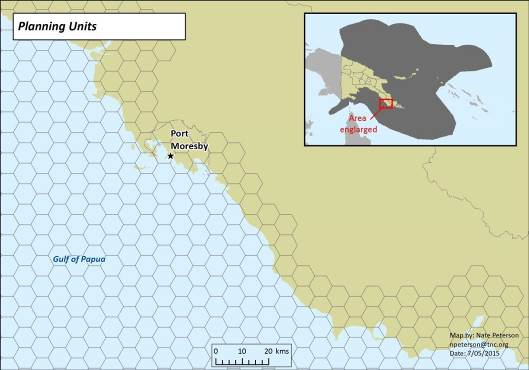 Planning Units
Area
englarged
Port
Moresby
Gulf of Papua
0 10 20 kms
Map by: Nate Peterson
npeterson@tnc.org
Date: 7/05/2015